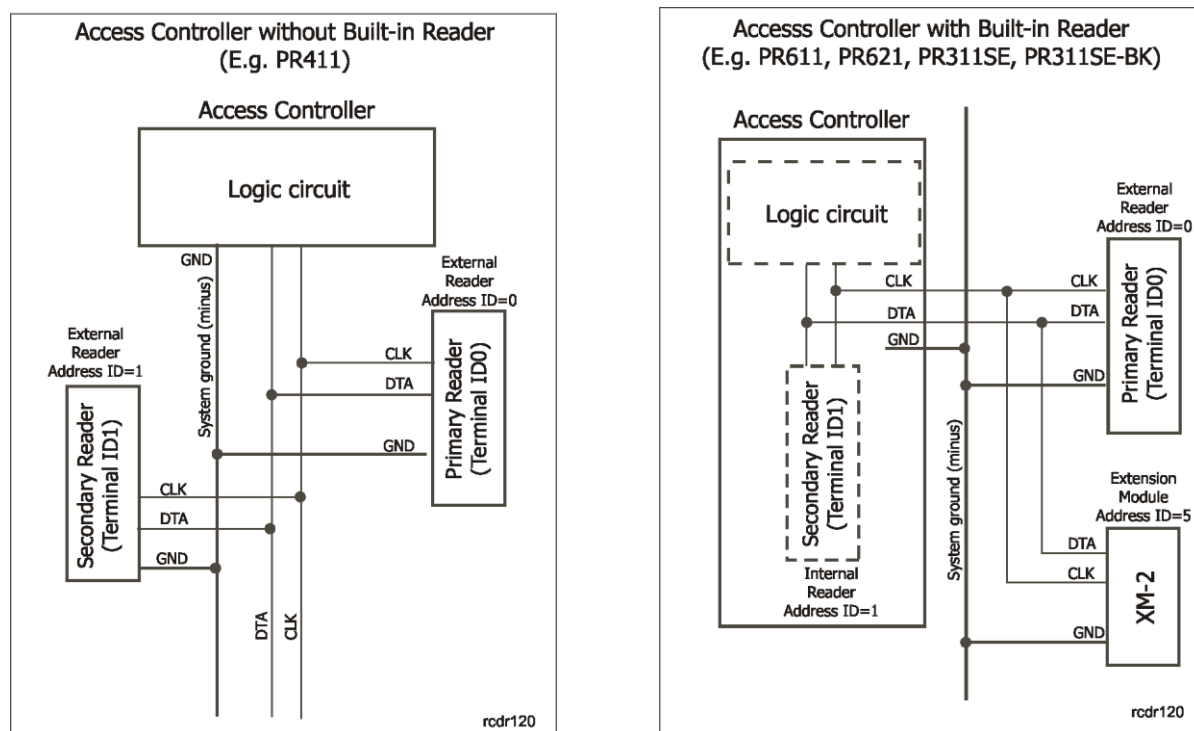 Access Controller without Built-in Reader
(E.g. PR411)
Access Controller
Logic circuit
GND
System ground (minus)
External
Reader
Address ID=0
CLK
DTA
GND
Primary Reader
(Terminal ID0)
External
Reader
Address ID=1
Secondary Reader
(Terminal ID1)
CLK
DTA
GND
DTA
CLK
rcdr120
Accesss Controller with Built-in Reader
(E.g. PR611, PR621, PR311SE, PR311SE-BK)
Access Controller
Logic circuit
External
Reader
Address ID=0
CLK
CLK
DTA
DTA
GND
GND
Primary Reader
(Terminal ID0)
Secondary Reader
(Terminal ID1)
Internal
Reader
Address ID=1
System ground (minus)
Extension
Module
Address ID=5
DTA
CLK
GND
XM-2
rcdr120